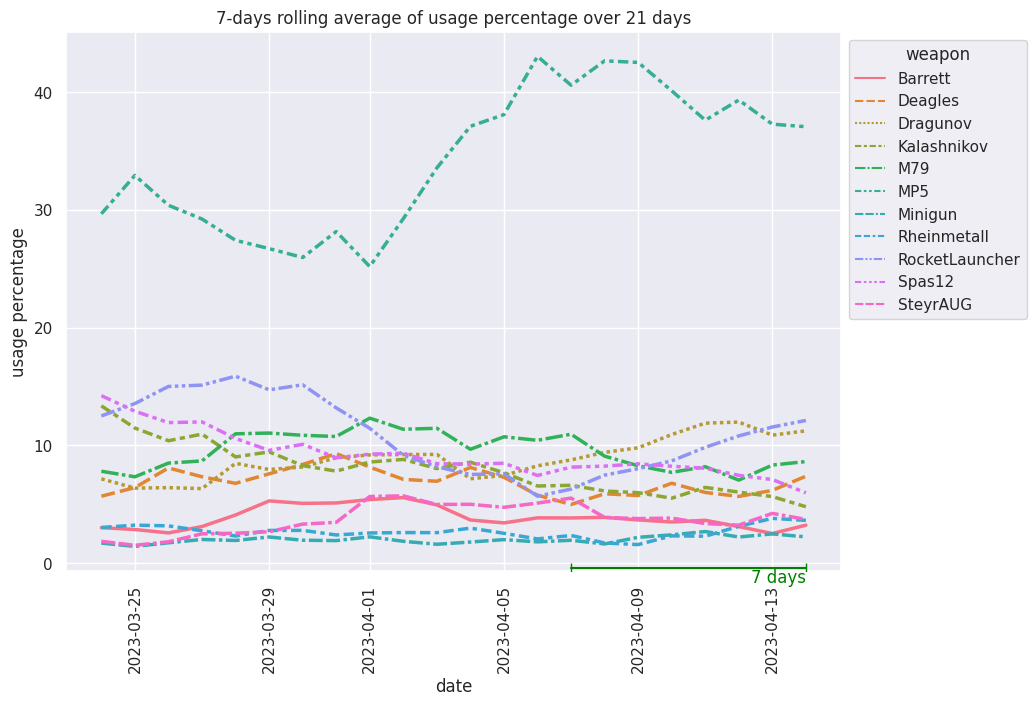 7-days rolling average of usage percentage over 21 days
usage percentage
40
30
20
10
0
2023-03-25
2023-03-29
2023-04-01
2023-04-05
2023-04-09
2023-04-13
date
7 days
weapon
Barrett
Deagles
Dragunov
Kalashnikov
M79
MP5
Minigun
Rheinmetall
RocketLauncher
Spas12
SteyrAUG